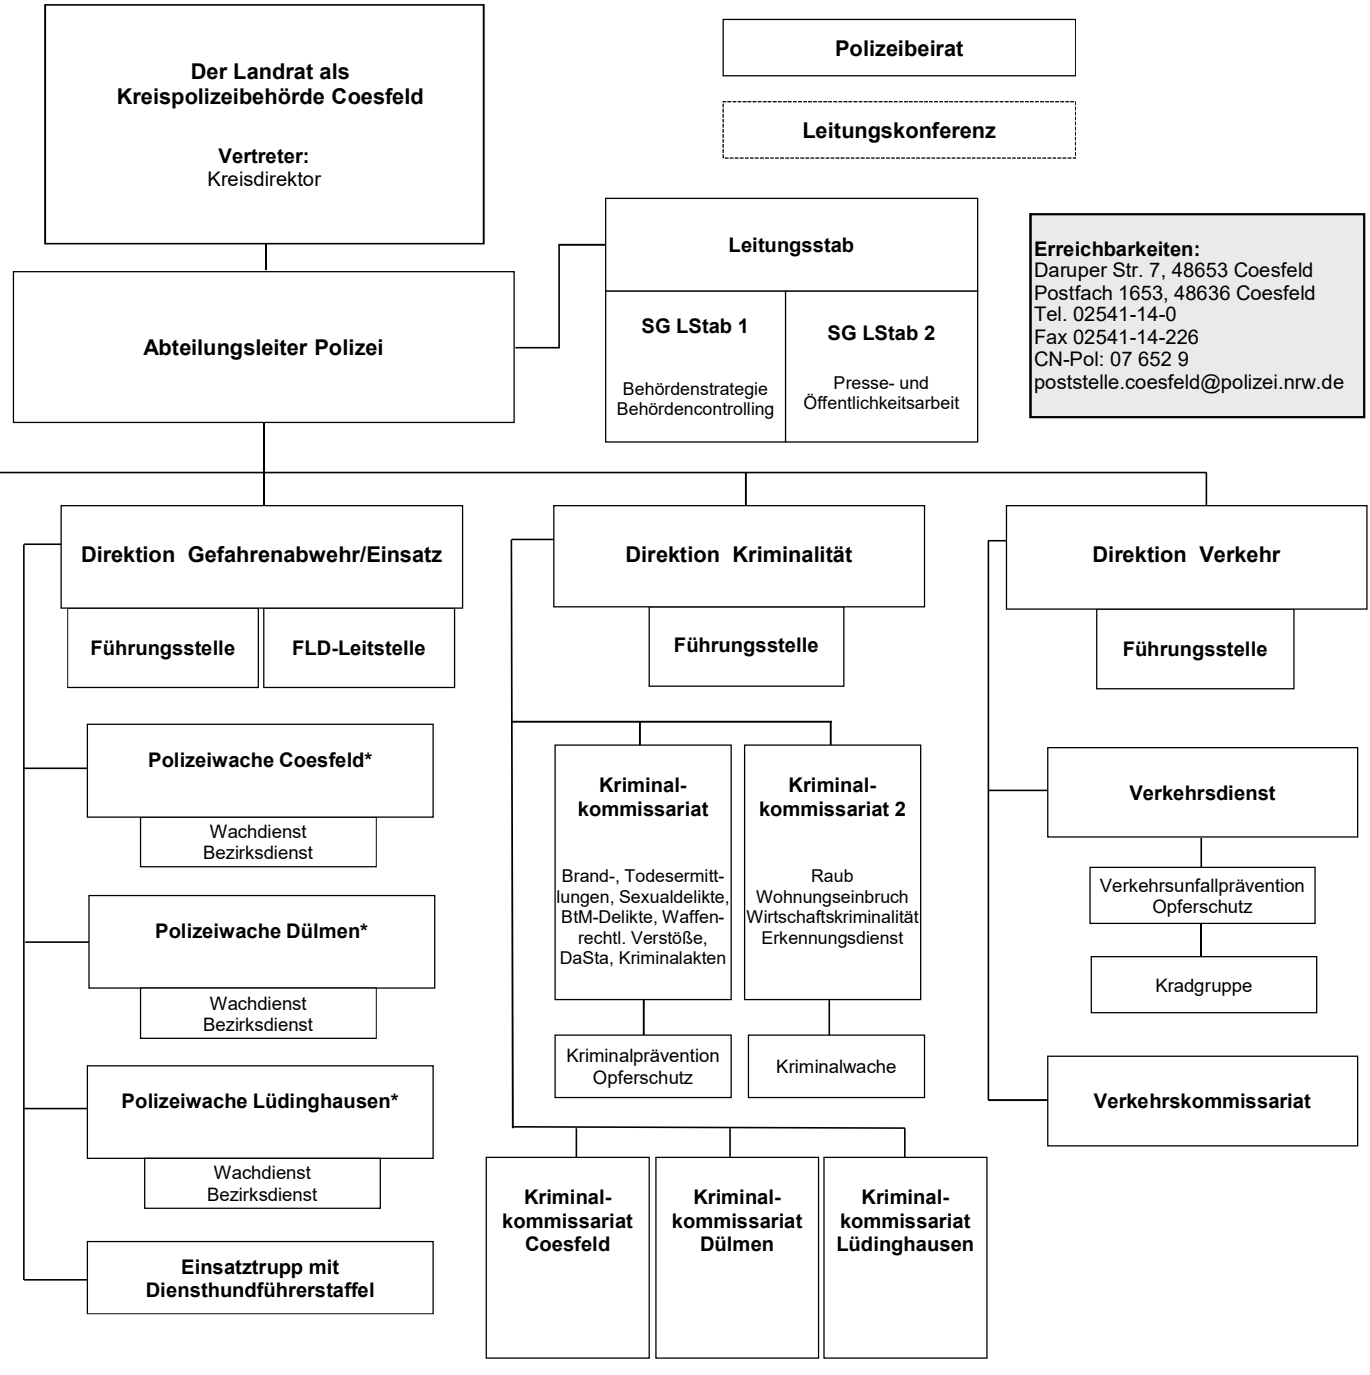 Der Landrat als
Kreispolizeibehörde Coesfeld
Vertreter:
Kreisdirektor
Polizeibeirat
Leitungskonferenz
Leitungsstab
SG LStab 1
Behördenstrategie
Behördencontrolling
SG LStab 2
Presse- und
Öffentlichkeitsarbeit
Erreichbarkeiten:
Daruper Str. 7, 48653 Coesfeld
Postfach 1653, 48636 Coesfeld
Tel. 02541-14-0
Fax 02541-14-226
CN-Pol: 07 652 9
poststelle.coesfeld@polizei.nrw.de
Abteilungsleiter Polizei
Direktion Gefahrenabwehr/Einsatz
Führungsstelle
FLD-Leitstelle
Polizeiwache Coesfeld*
Wachdienst
Bezirksdienst
Polizeiwache Dülmen*
Wachdienst
Bezirksdienst
Polizeiwache Lüdinghausen*
Wachdienst
Bezirksdienst
Einsatztrupp mit
Diensthundführerstaffel
Direktion Kriminalität
Führungsstelle
Kriminal-
kommissariat
Brand-, Todesermitt-
lungen, Sexualdelikte,
BtM-Delikte, Waffen-
rechtl. Verstöße,
DaSta, Kriminalakten
Kriminalprävention
Opferschutz
Kriminal-
kommissariat 2
Raub
Wohnungseinbruch
Wirtschaftskriminalität
Erkennungsdienst
Kriminalwache
Kriminal-
kommissariat
Coesfeld
Kriminal-
kommissariat
Dülmen
Kriminal-
kommissariat
Lüdinghausen
Direktion Verkehr
Führungsstelle
Verkehrsdienst
Verkehrsunfallprävention
Opferschutz
Kradgruppe
Verkehrskommissariat